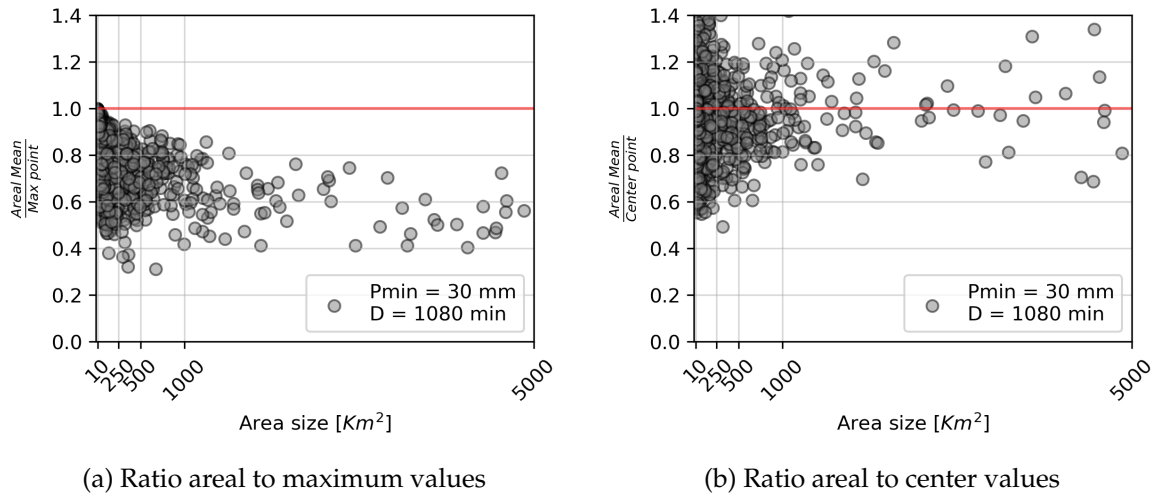 1.4
1.2
1.0
0.8
0.6
0.4
0.2
0.0
Areal Mean
Max point
Pmin = 30 mm
D = 1080 min
10
250
500
1000
5000
Area size [Km²]
(a) Ratio areal to maximum values
1.4
1.2
1.0
0.8
0.6
0.4
0.2
0.0
Areal Mean
Center point
Pmin = 30 mm
D = 1080 min
10
250
500
1000
5000
Area size [Km²]
(b) Ratio areal to center values